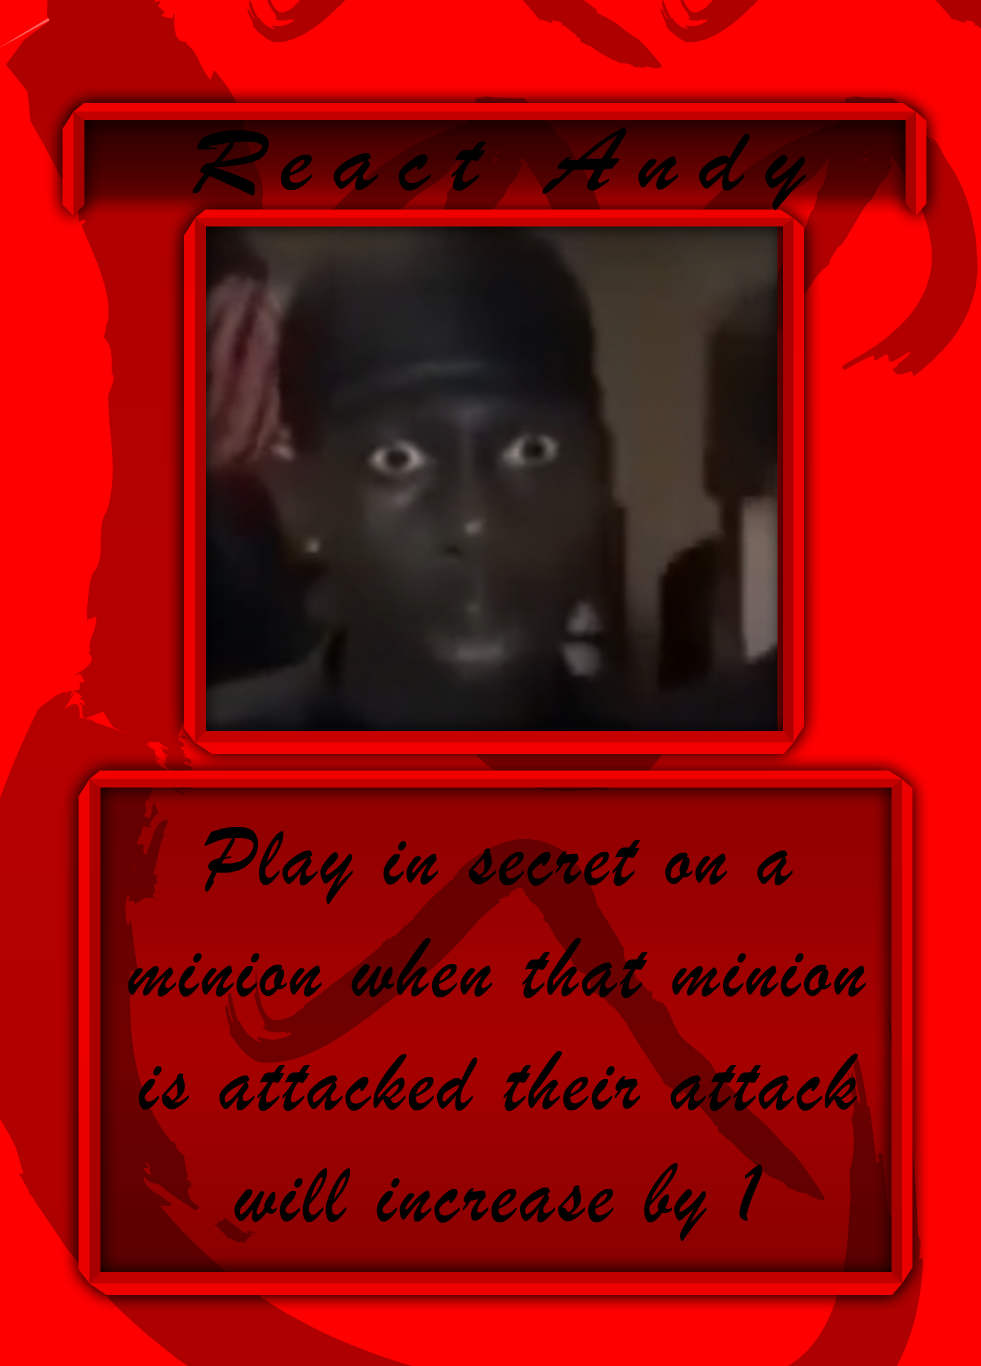 React Andy
Play in secret on a
minion when that minion
is attacked their attack
will increase by 1